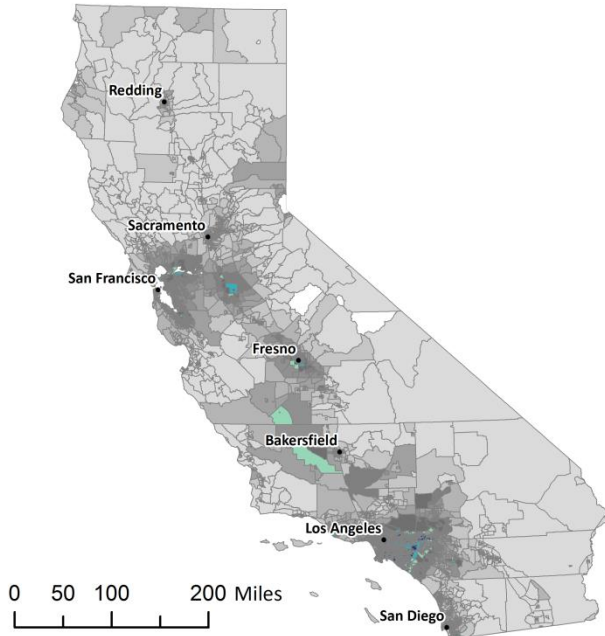 Redding
Sacramento
San Francisco
Fresno
Bakersfield
Los Angeles
San Diego
0 50 100 200 Miles